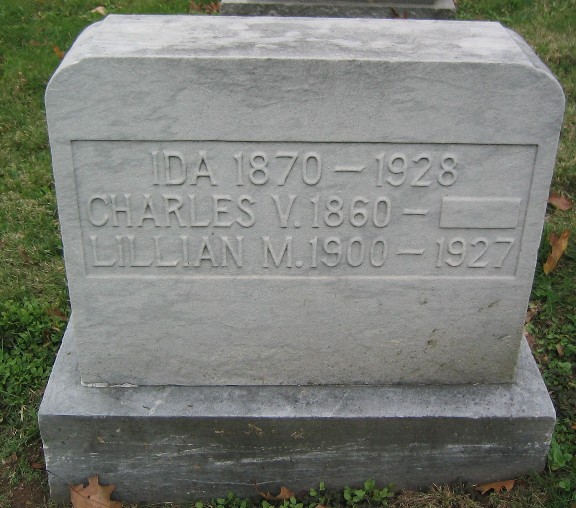 IDA 1870 – 1928
CHARLES V. 1860 –
LILLIAN M. 1900 – 1927